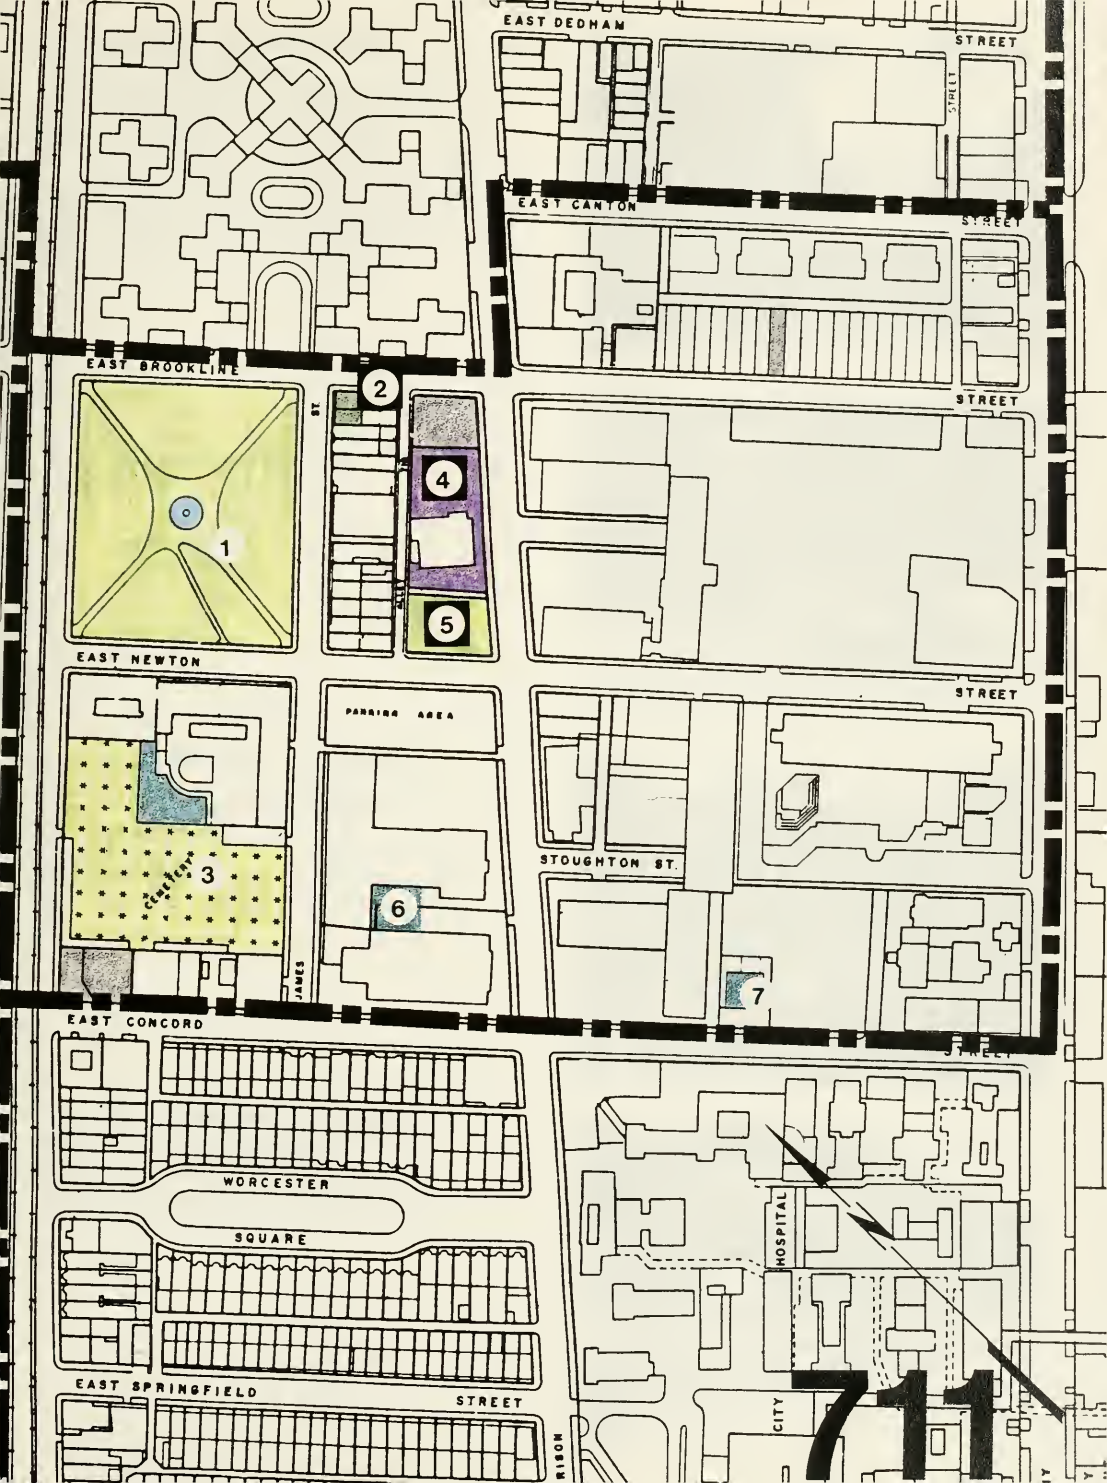 EAST DEDHAM
STREET
STREET
EAST CANTON
STREET
EAST BROOKLINE
STREET
2
ST.
4
1
ALLEY
5
EAST NEWTON
STREET
PARKING AREA
STOUGHTON ST.
3
CEMETERY
6
7
JAMES
EAST CONCORD
STREET
WORCESTER
SQUARE
HOSPITAL
EAST SPRINGFIELD
STREET
CITY
711
RISON
Y